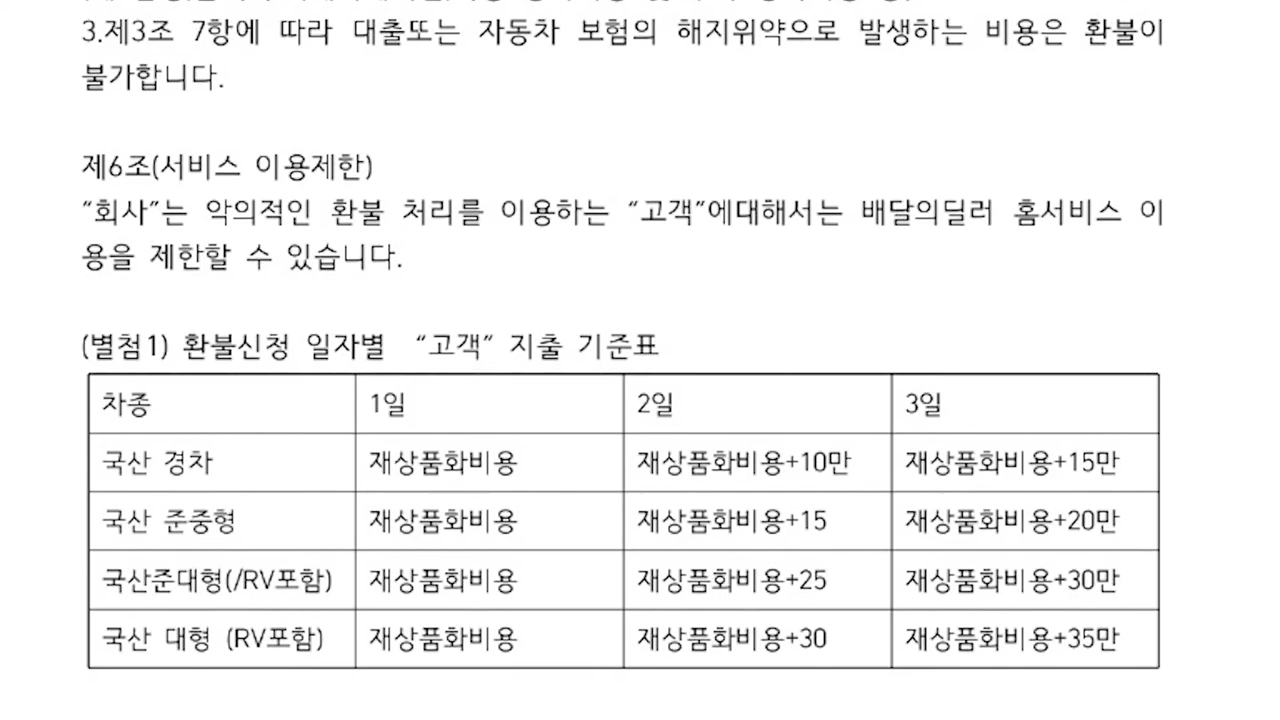 3.제3조 7항에 따라 대출또는 자동차 보험의 해지위약으로 발생하는 비용은 환불이
불가합니다.
제6조(서비스 이용제한)
“회사”는 악의적인 환불 처리를 이용하는 “고객”에대해서는 배달의딜러 홈서비스 이
용을 제한할 수 있습니다.
(별첨1) 환불신청 일자별 “고객” 지출 기준표
차종 1일 2일 3일
국산 경차 재상품화비용 재상품화비용+10만 재상품화비용+15만
국산 준중형 재상품화비용 재상품화비용+15 재상품화비용+20만
국산준대형(/RV포함) 재상품화비용 재상품화비용+25 재상품화비용+30만
국산 대형 (RV포함) 재상품화비용 재상품화비용+30 재상품화비용+35만